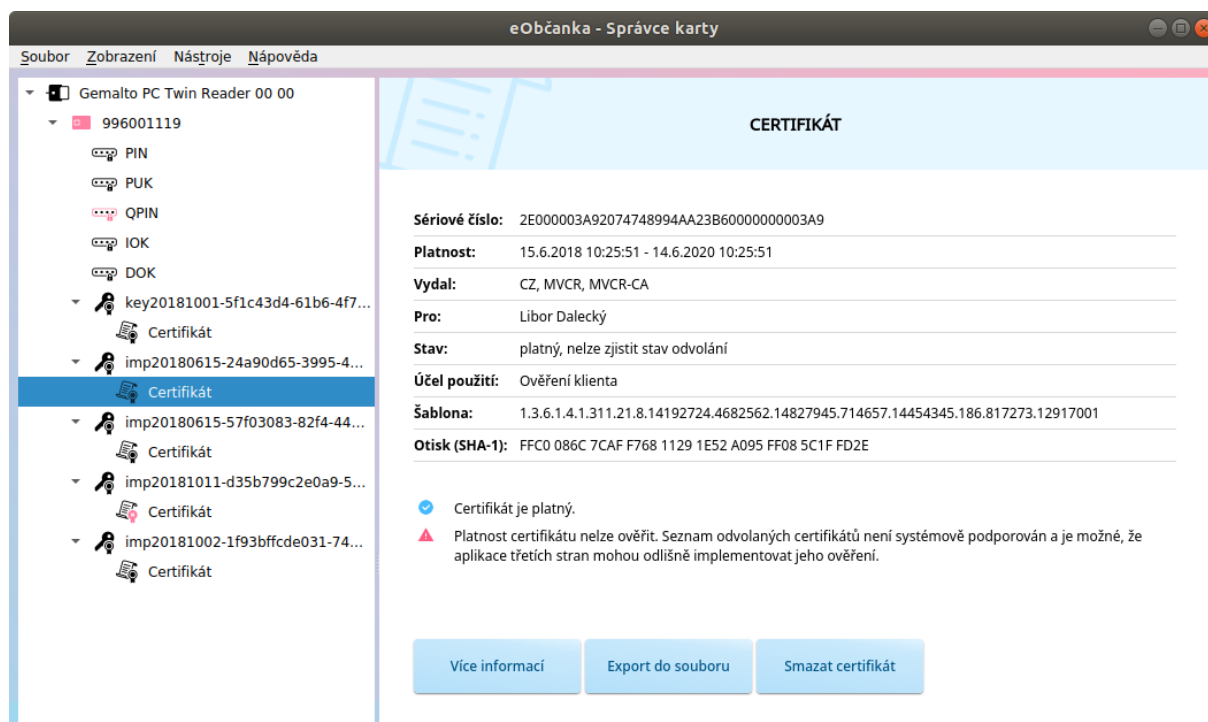 eObčanka - Správce karty
Soubor Zobrazení Nástroje Nápověda
Gemalto PC Twin Reader 00 00
996001119
PIN
PUK
QPIN
IOK
DOK
key20181001-5f1c43d4-61b6-4f7...
Certifikát
imp20180615-24a90d65-3995-4...
Certifikát
imp20180615-57f03083-82f4-44...
Certifikát
imp20181011-d35b799c2e0a9-5...
Certifikát
imp20181002-1f93bffcde031-74...
Certifikát
CERTIFIKÁT
Sériové číslo: 2E000003A92074748994AA23B60000000003A9
Platnost: 15.6.2018 10:25:51 - 14.6.2020 10:25:51
Vydal: CZ, MVCR, MVCR-CA
Pro: Libor Dalecký
Stav: platný, nelze zjistit stav odvolání
Účel použití: Ověření klienta
Šablona: 1.3.6.1.4.1.311.21.8.14192724.4682562.14827945.714657.14454345.186.817273.12917001
Otisk (SHA-1): FFC0 086C 7CAF F768 1129 1E52 A095 FF08 5C1F FD2E
Certifikát je platný.
Platnost certifikátu nelze ověřit. Seznam odvolaných certifikátů není systémově podporován a je možné, že
aplikace třetích stran mohou odlišně implementovat jeho ověření.
Více informací Export do souboru Smazat certifikát